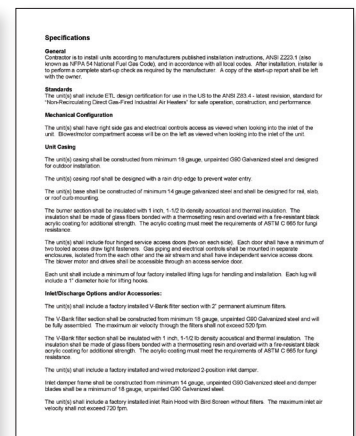 Specifications
General
Contractor is to install units according to manufacturers published installation instructions, ANSI Z223.1 (also
known as NFPA 54 National Fuel Gas Code), and in accordance with all local codes. After installation, installer is
to perform a complete start-up check as required by the manufacturer. A copy of the start-up report shall be left
with the owner.
Standards
The unit(s) shall include ETL design certification for use in the US to the ANSI Z83.4 - latest revision, standard for
"Non-Recirculating Direct Gas-Fired Industrial Air Heaters" for safe operation, construction, and performance.
Mechanical Configuration
The unit(s) shall have right side gas and electrical controls access as viewed when looking into the inlet of the
unit. Blower/motor compartment access will be on the left as viewed when looking into the inlet of the unit.
Unit Casing
The unit(s) casing shall be constructed from minimum 18 gauge, unpainted G90 Galvanized steel and designed
for outdoor installation.
The unit(s) casing roof shall be designed with a rain drip edge to prevent water entry.
The unit(s) base shall be constructed of minimum 14 gauge galvanized steel and shall be designed for rail, slab,
or roof curb mounting.
The burner section shall be insulated with 1 inch, 1-1/2 lb density acoustical and thermal insulation. The
insulation shall be made of glass fibers bonded with a thermosetting resin and overlaid with a fire-resistant black
acrylic coating for additional strength. The acrylic coating must meet the requirements of ASTM C 665 for fungi
resistance.
The unit(s) shall include four hinged service access doors (two on each side). Each door shall have a minimum of
two tooled access draw tight fasteners. Gas piping and electrical controls shall be mounted in separate
enclosures, isolated from the each other and the air stream and shall have independent service access doors.
The blower motor and drives shall be accessible through an access service door.
Each unit shall include a minimum of four factory installed lifting lugs for handling and installation. Each lug will
include a 1" diameter hole for lifting hooks.
Inlet/Discharge Options and/or Accessories:
The unit(s) shall include a factory installed V-Bank filter section with 2" permanent aluminum filters.
The V-Bank filter section shall be constructed from minimum 18 gauge, unpainted G90 Galvanized steel and will
be fully assembled. The maximum air velocity through the filters shall not exceed 520 fpm.
The V-Bank filter section shall be insulated with 1 inch, 1-1/2 lb density acoustical and thermal insulation. The
insulation shall be made of glass fibers bonded with a thermosetting resin and overlaid with a fire-resistant black
acrylic coating for additional strength. The acrylic coating must meet the requirements of ASTM C 665 for fungi
resistance.
The unit(s) shall include a factory installed and wired motorized 2-position inlet damper.
Inlet damper frame shall be constructed from minimum 14 gauge, unpainted G90 Galvanized steel and damper
blades shall be a minimum of 18 gauge, unpainted G90 Galvanized steel.
The unit(s) shall include a factory installed inlet Rain Hood with Bird Screen without filters. The maximum inlet air
velocity shall not exceed 720 fpm.